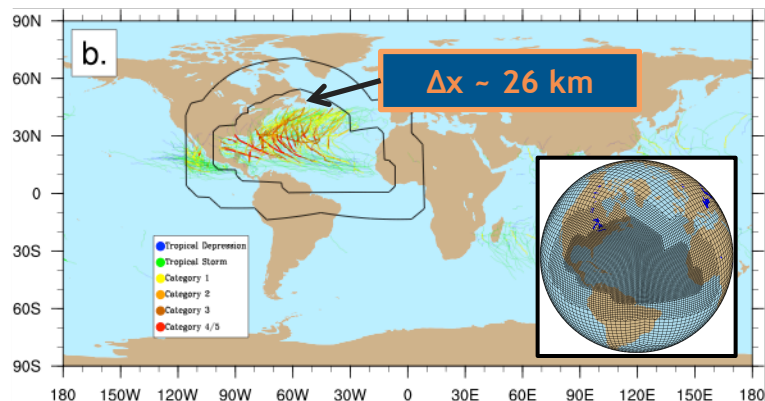 90N
b.
Δx ~ 26 km
60N
30N
0
30S
60S
90S
Tropical Depression
Tropical Storm
Category 1
Category 2
Category 3
Category 4/5
180 150W 120W 90W 60W 30W 0 30E 60E 90E 120E 150E 180